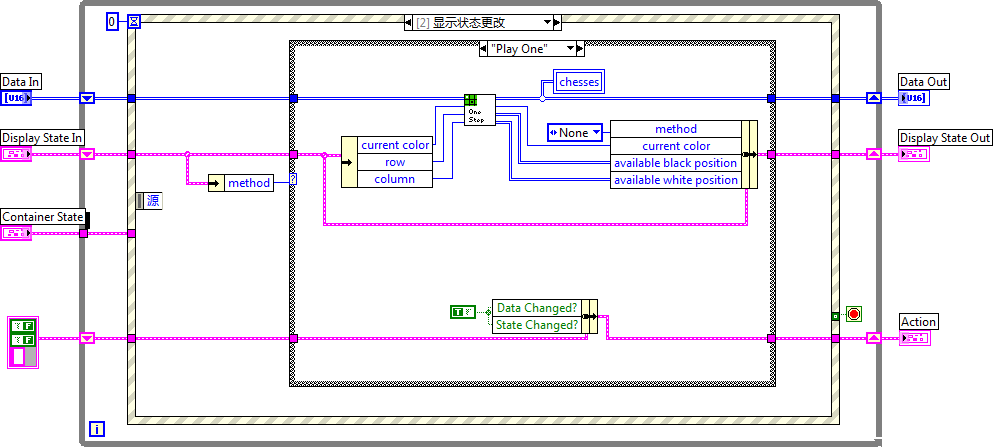 0
[2] 显示状态更改
"Play One"
Data In
[U16]
chesses
Data Out
[U16]
One
Step
Display State In
current color
row
column
None
method
current color
available black position
available white position
Display State Out
method
?
源
Container State
T
Data Changed?
State Changed?
Action
? F
? F
i